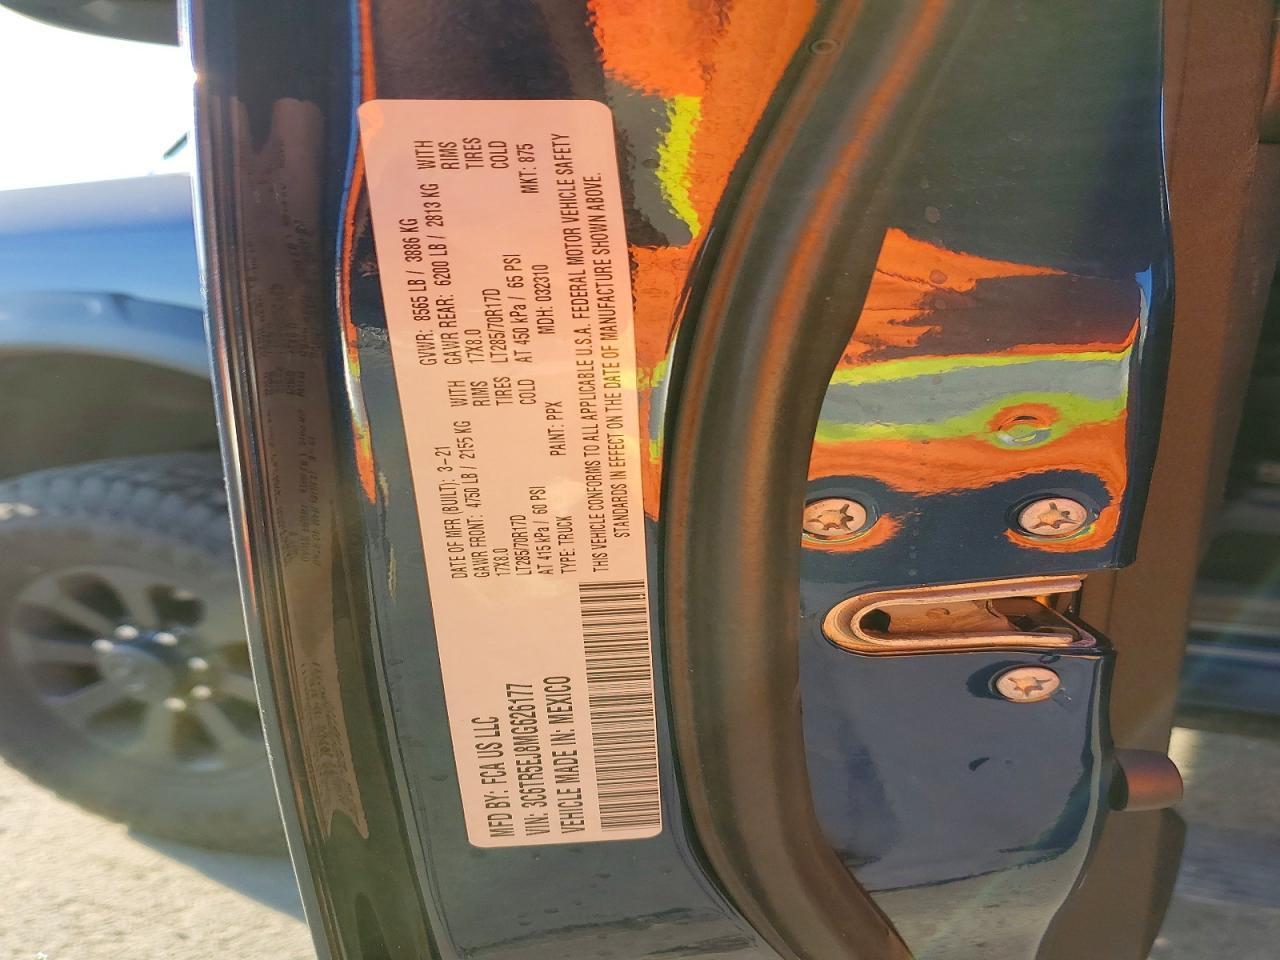 MFD BY: FCA US LLC
VIN: 3C6TR5EJ8MG626177
VEHICLE MADE IN: MEXICO
DATE OF MFR (BUILT): 3-21 GVWR: 8565 LB / 3886 KG
GAWR FRONT: 4750 LB / 2155 KG WITH GAWR REAR: 6200 LB / 2813 KG WITH
17X8.0 RIMS 17X8.0 RIMS
LT285/70R17D TIRES LT285/70R17D TIRES
AT 415 kPa / 60 PSI COLD AT 450 kPa / 65 PSI COLD
TYPE: TRUCK PAINT: PPX MDH: 032310 MKT: 875
THIS VEHICLE CONFORMS TO ALL APPLICABLE U.S.A. FEDERAL MOTOR VEHICLE SAFETY
STANDARDS IN EFFECT ON THE DATE OF MANUFACTURE SHOWN ABOVE.